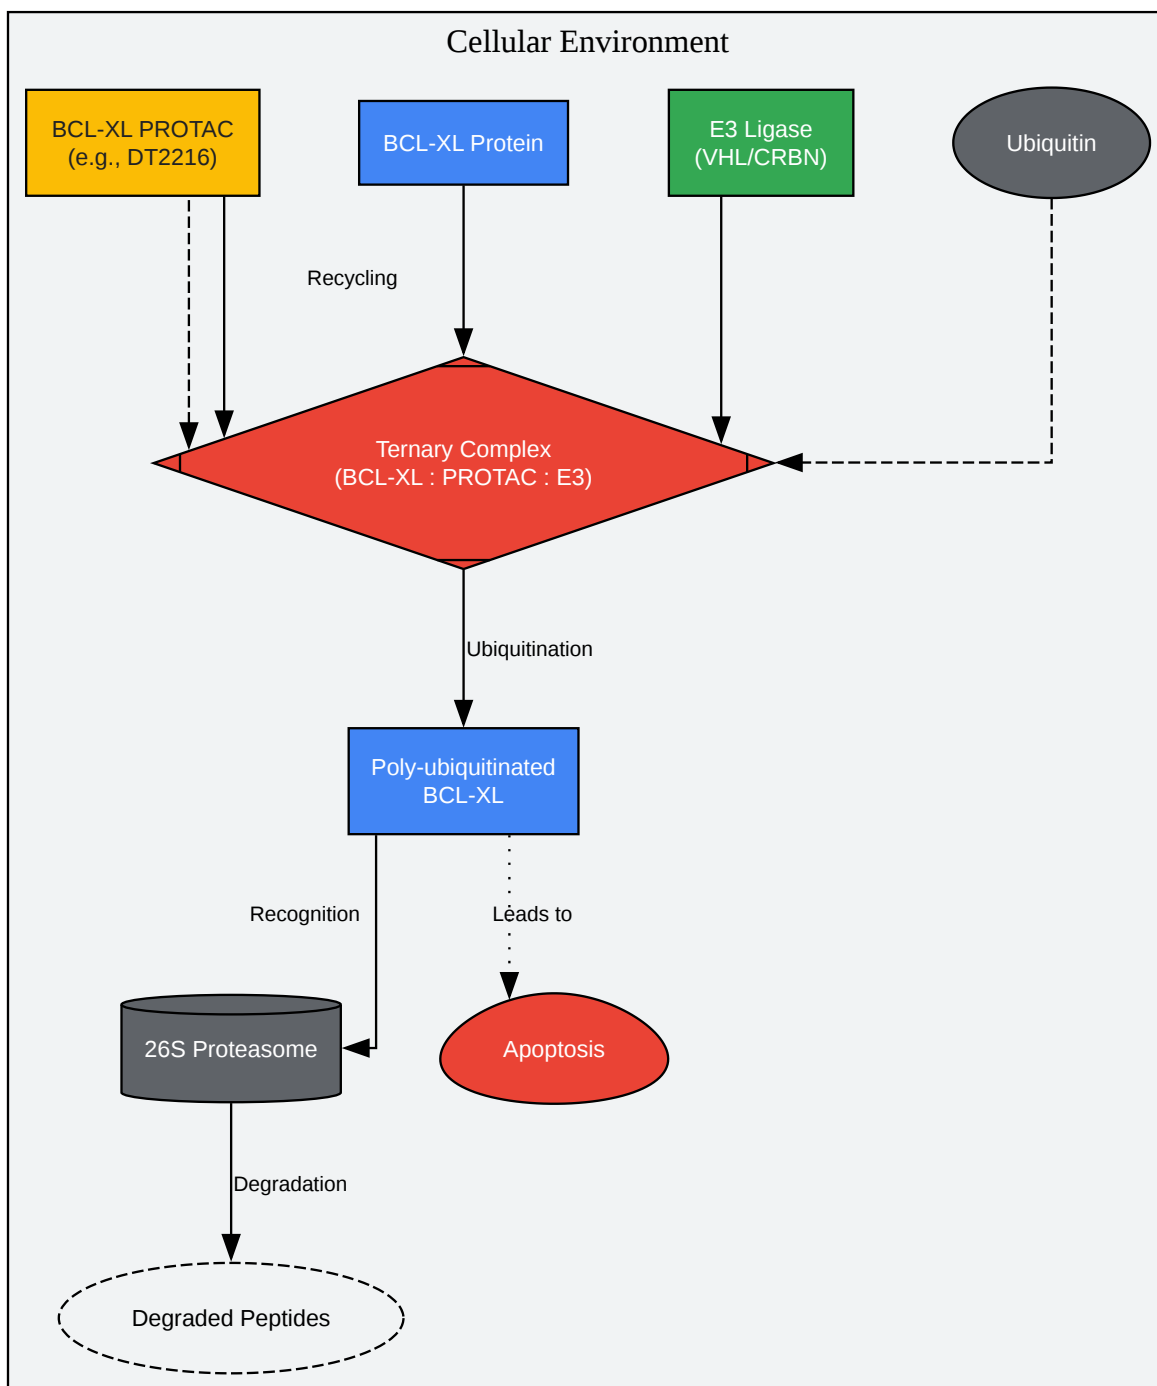 Cellular Environment
BCL-XL PROTAC
(e.g., DT2216)
BCL-XL Protein
E3 Ligase
(VHL/CRBN)
Ubiquitin
Recycling
Ternary Complex
(BCL-XL : PROTAC : E3)
Ubiquitination
Poly-ubiquitinated
BCL-XL
Recognition
Leads to
26S Proteasome
Apoptosis
Degradation
Degraded Peptides